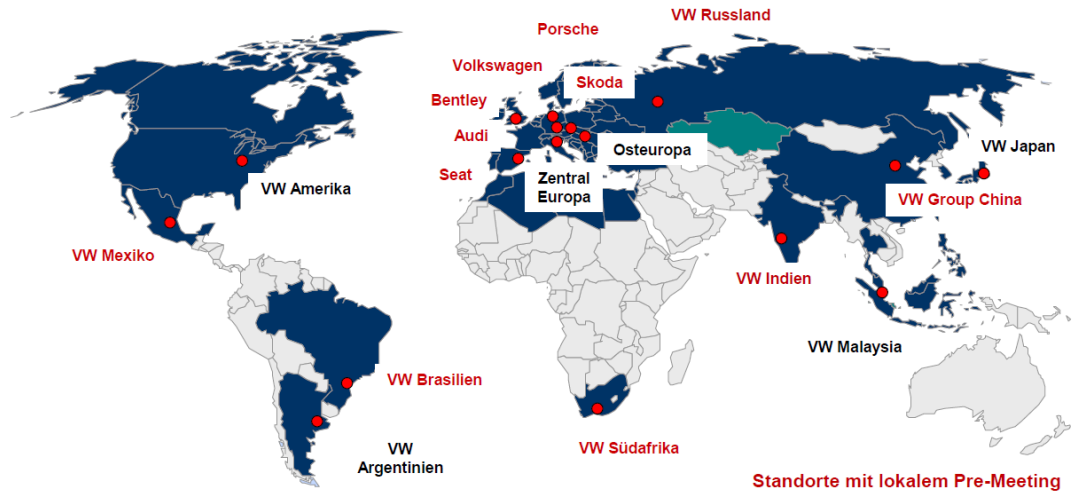 VW Russland
Porsche
Volkswagen
Skoda
Bentley
Audi
Osteuropa
VW Japan
Seat
Zentral
Europa
VW Amerika
VW Group China
VW Mexiko
VW Indien
VW Malaysia
VW Brasilien
VW Südafrika
VW
Argentinien
Standorte mit lokalem Pre-Meeting